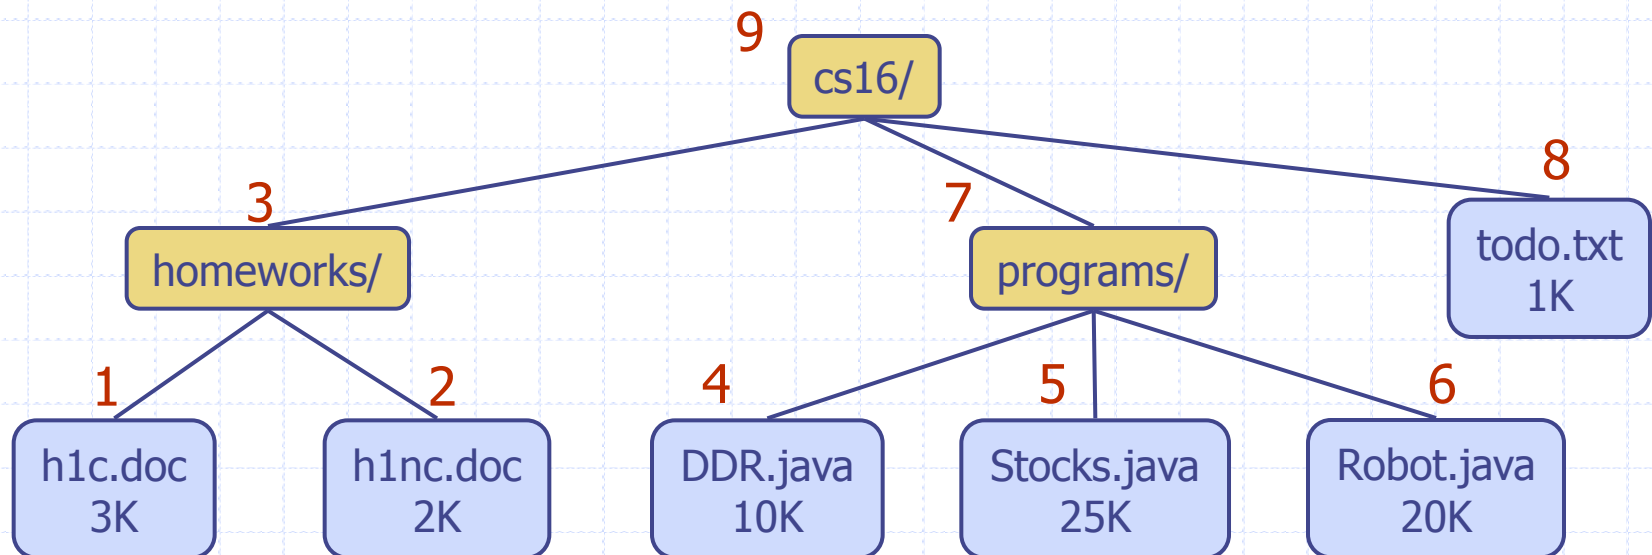 9
cs16/
8
3
7
todo.txt
1K
homeworks/
programs/
1
2
4
5
6
h1c.doc
3K
h1nc.doc
2K
DDR.java
10K
Stocks.java
25K
Robot.java
20K